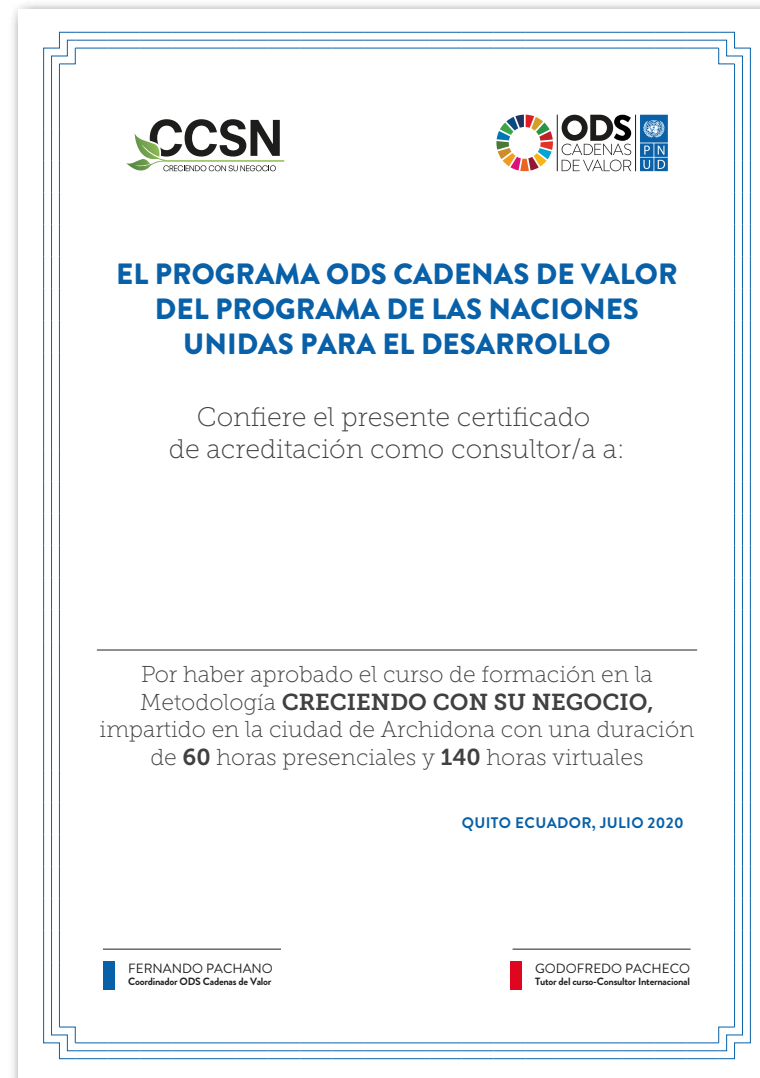 CCSN
CRECIENDO CON SU NEGOCIO
ODS
CADENAS
DE VALOR
P N
U D
EL PROGRAMA ODS CADENAS DE VALOR
DEL PROGRAMA DE LAS NACIONES
UNIDAS PARA EL DESARROLLO
Confiere el presente certificado
de acreditación como consultor/a a:
Por haber aprobado el curso de formación en la
Metodología CRECIENDO CON SU NEGOCIO,
impartido en la ciudad de Archidona con una duración
de 60 horas presenciales y 140 horas virtuales
QUITO ECUADOR, JULIO 2020
FERNANDO PACHANO
Coordinador ODS Cadenas de Valor
GODOFREDO PACHECO
Tutor del curso-Consultor Internacional